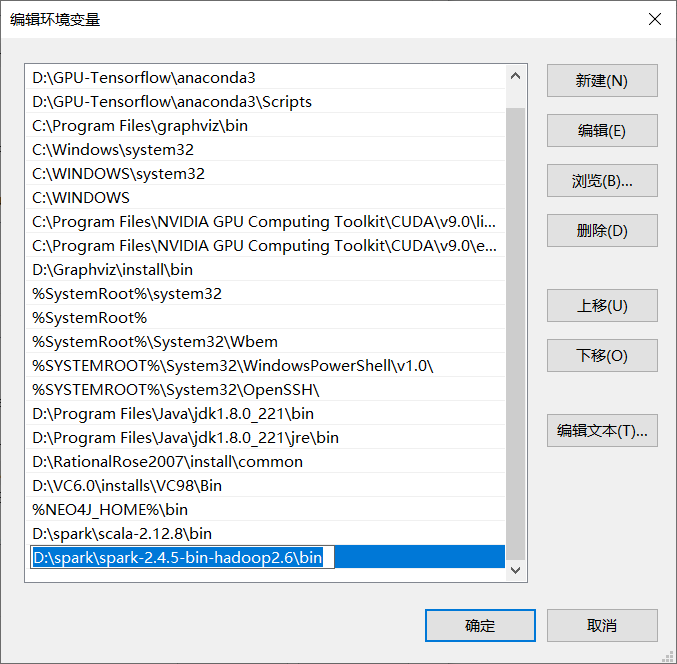 编辑环境变量
D:\GPU-Tensorflow\anaconda3
D:\GPU-Tensorflow\anaconda3\Scripts
C:\Program Files\graphviz\bin
C:\Windows\system32
C:\WINDOWS\system32
C:\WINDOWS
C:\Program Files\NVIDIA GPU Computing Toolkit\CUDA\v9.0\li...
C:\Program Files\NVIDIA GPU Computing Toolkit\CUDA\v9.0\e...
D:\Graphviz\install\bin
%SystemRoot%\system32
%SystemRoot%
%SystemRoot%\System32\Wbem
%SYSTEMROOT%\System32\WindowsPowerShell\v1.0\
%SYSTEMROOT%\System32\OpenSSH\
D:\Program Files\Java\jdk1.8.0_221\bin
D:\Program Files\Java\jdk1.8.0_221\jre\bin
D:\RationalRose2007\install\common
D:\VC6.0\installs\VC98\Bin
%NEO4J_HOME%\bin
D:\spark\scala-2.12.8\bin
D:\spark\spark-2.4.5-bin-hadoop2.6\bin
新建(N)
编辑(E)
浏览(B)...
删除(D)
上移(U)
下移(O)
编辑文本(T)...
确定
取消